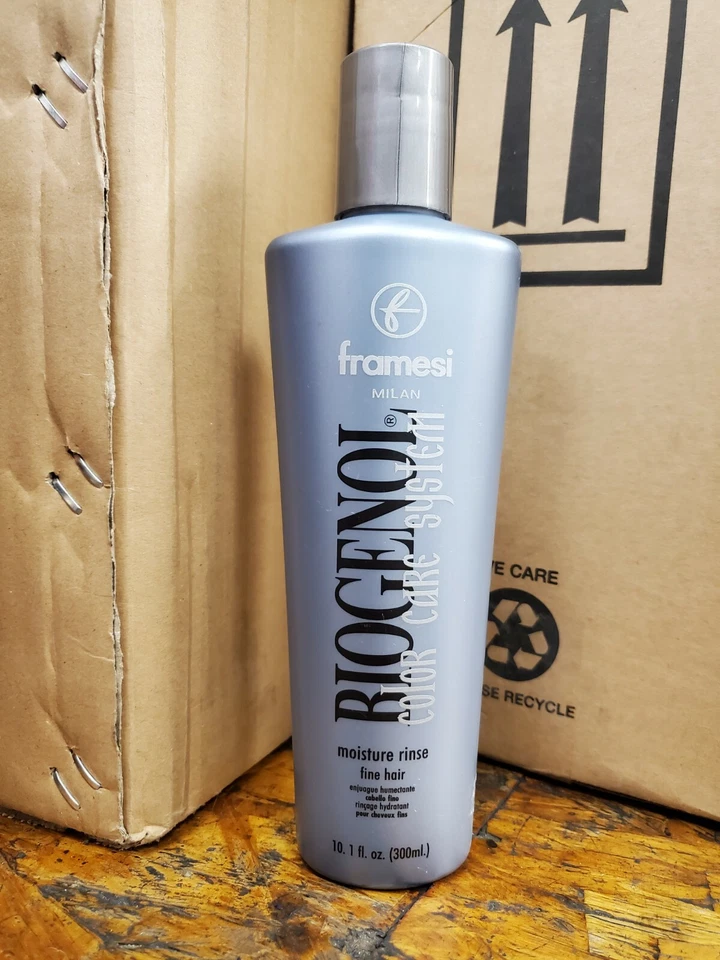 framesi
MILAN
BIOGENOL®
COLOR CARE SYSTEM
moisture rinse
fine hair
enjuague humectante
cabello fino
rinçage hydratant
pour cheveux fins
10. 1 fl. oz. (300ml.)
VE CARE
SE RECYCLE